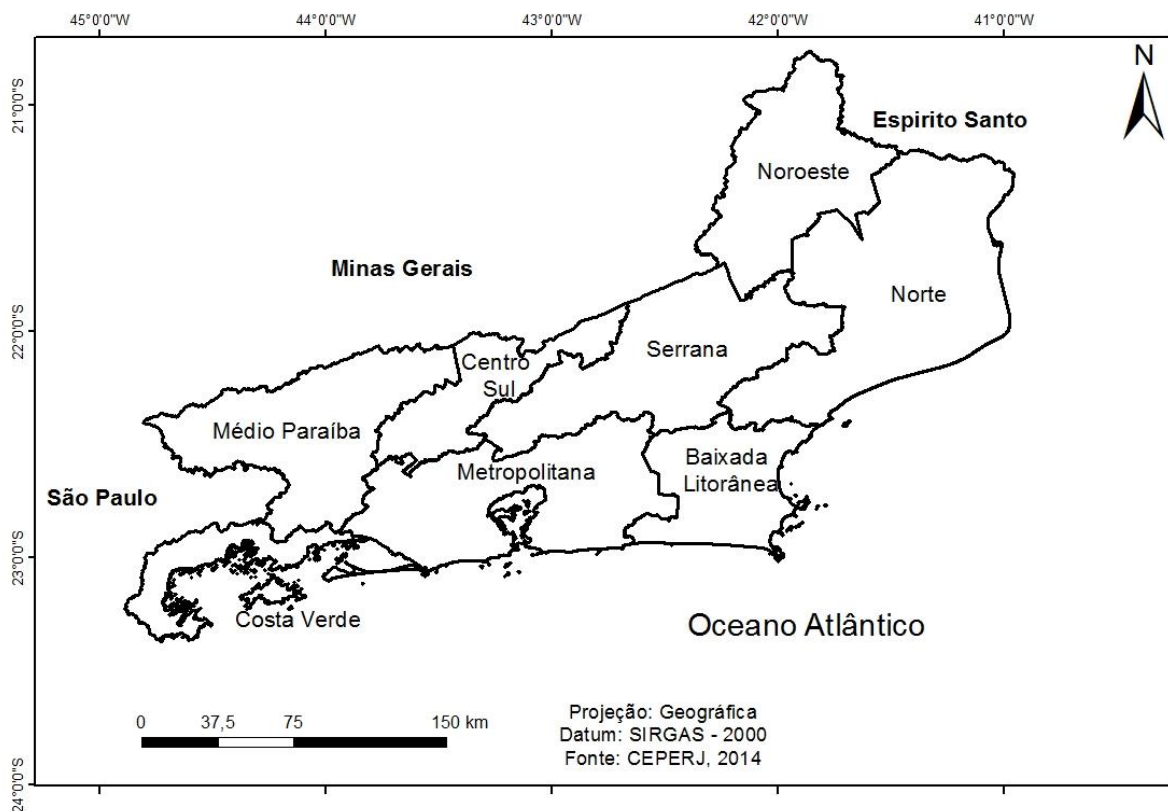 45°0'0"W
44°0'0"W
43°0'0"W
42°0'0"W
41°0'0"W
21°0'0"S
22°0'0"S
23°0'0"S
24°0'0"S
N
Espirito Santo
Noroeste
Minas Gerais
Norte
Serrana
Centro
Sul
Médio Paraíba
Baixada
Litorânea
Metropolitana
São Paulo
Costa Verde
Oceano Atlântico
0 37,5 75 150 km
Projeção: Geográfica
Datum: SIRGAS - 2000
Fonte: CEPERJ, 2014